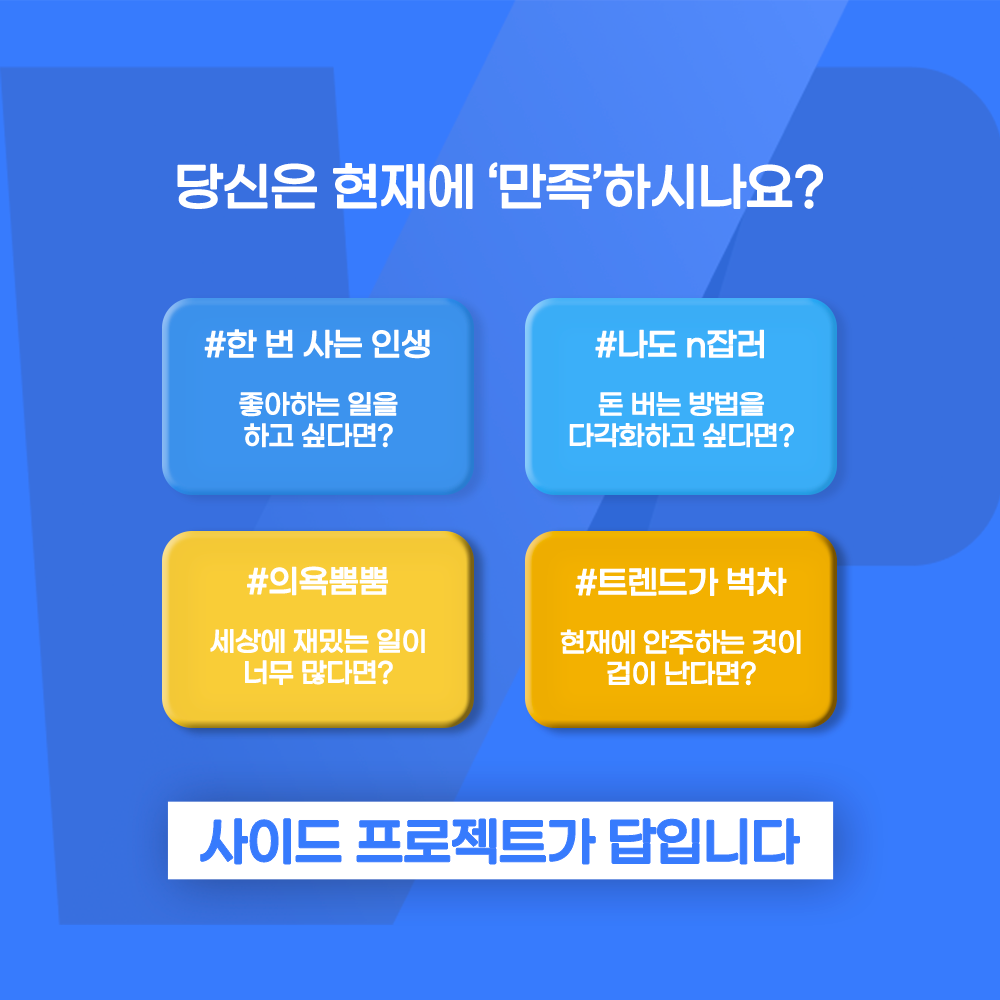 당신은 현재에 ‘만족’하시나요?
#한 번 사는 인생
좋아하는 일을
하고 싶다면?
#나도 n잡러
돈 버는 방법을
다각화하고 싶다면?
#의욕뿜뿜
세상에 재밌는 일이
너무 많다면?
#트렌드가 벅차
현재에 안주하는 것이
겁이 난다면?
사이드 프로젝트가 답입니다